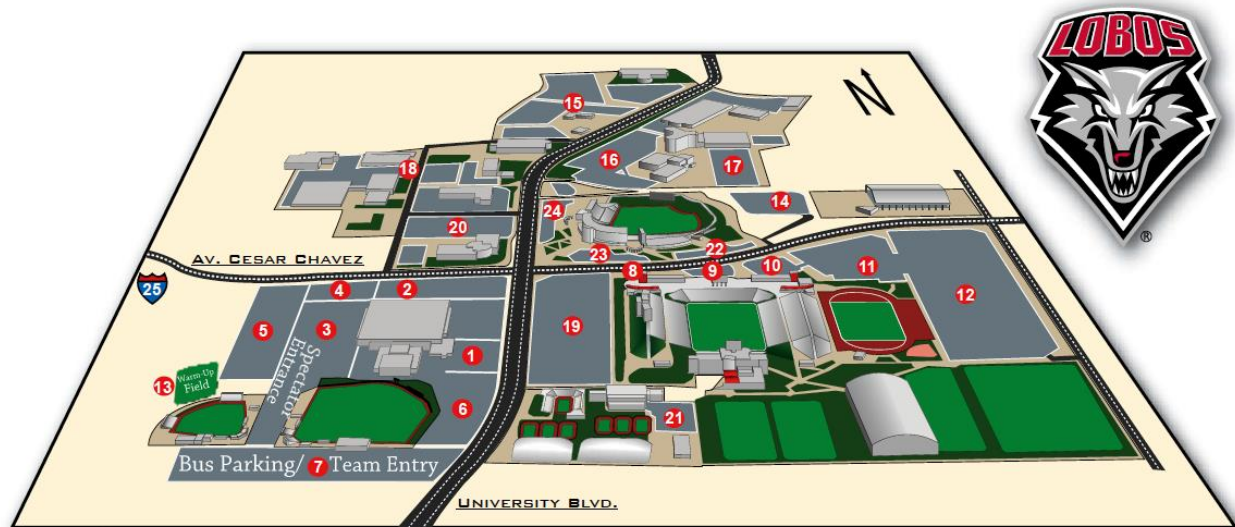 LOBOS
®
N
15
16
17
18
14
24
20
23
22
AV. CESAR CHAVEZ
8
9
10
11
25
4
2
12
5
3
19
Spectator
Entrance
1
13
Warm-Up
Field
6
21
Bus Parking/ 7 Team Entry
UNIVERSITY BLVD.